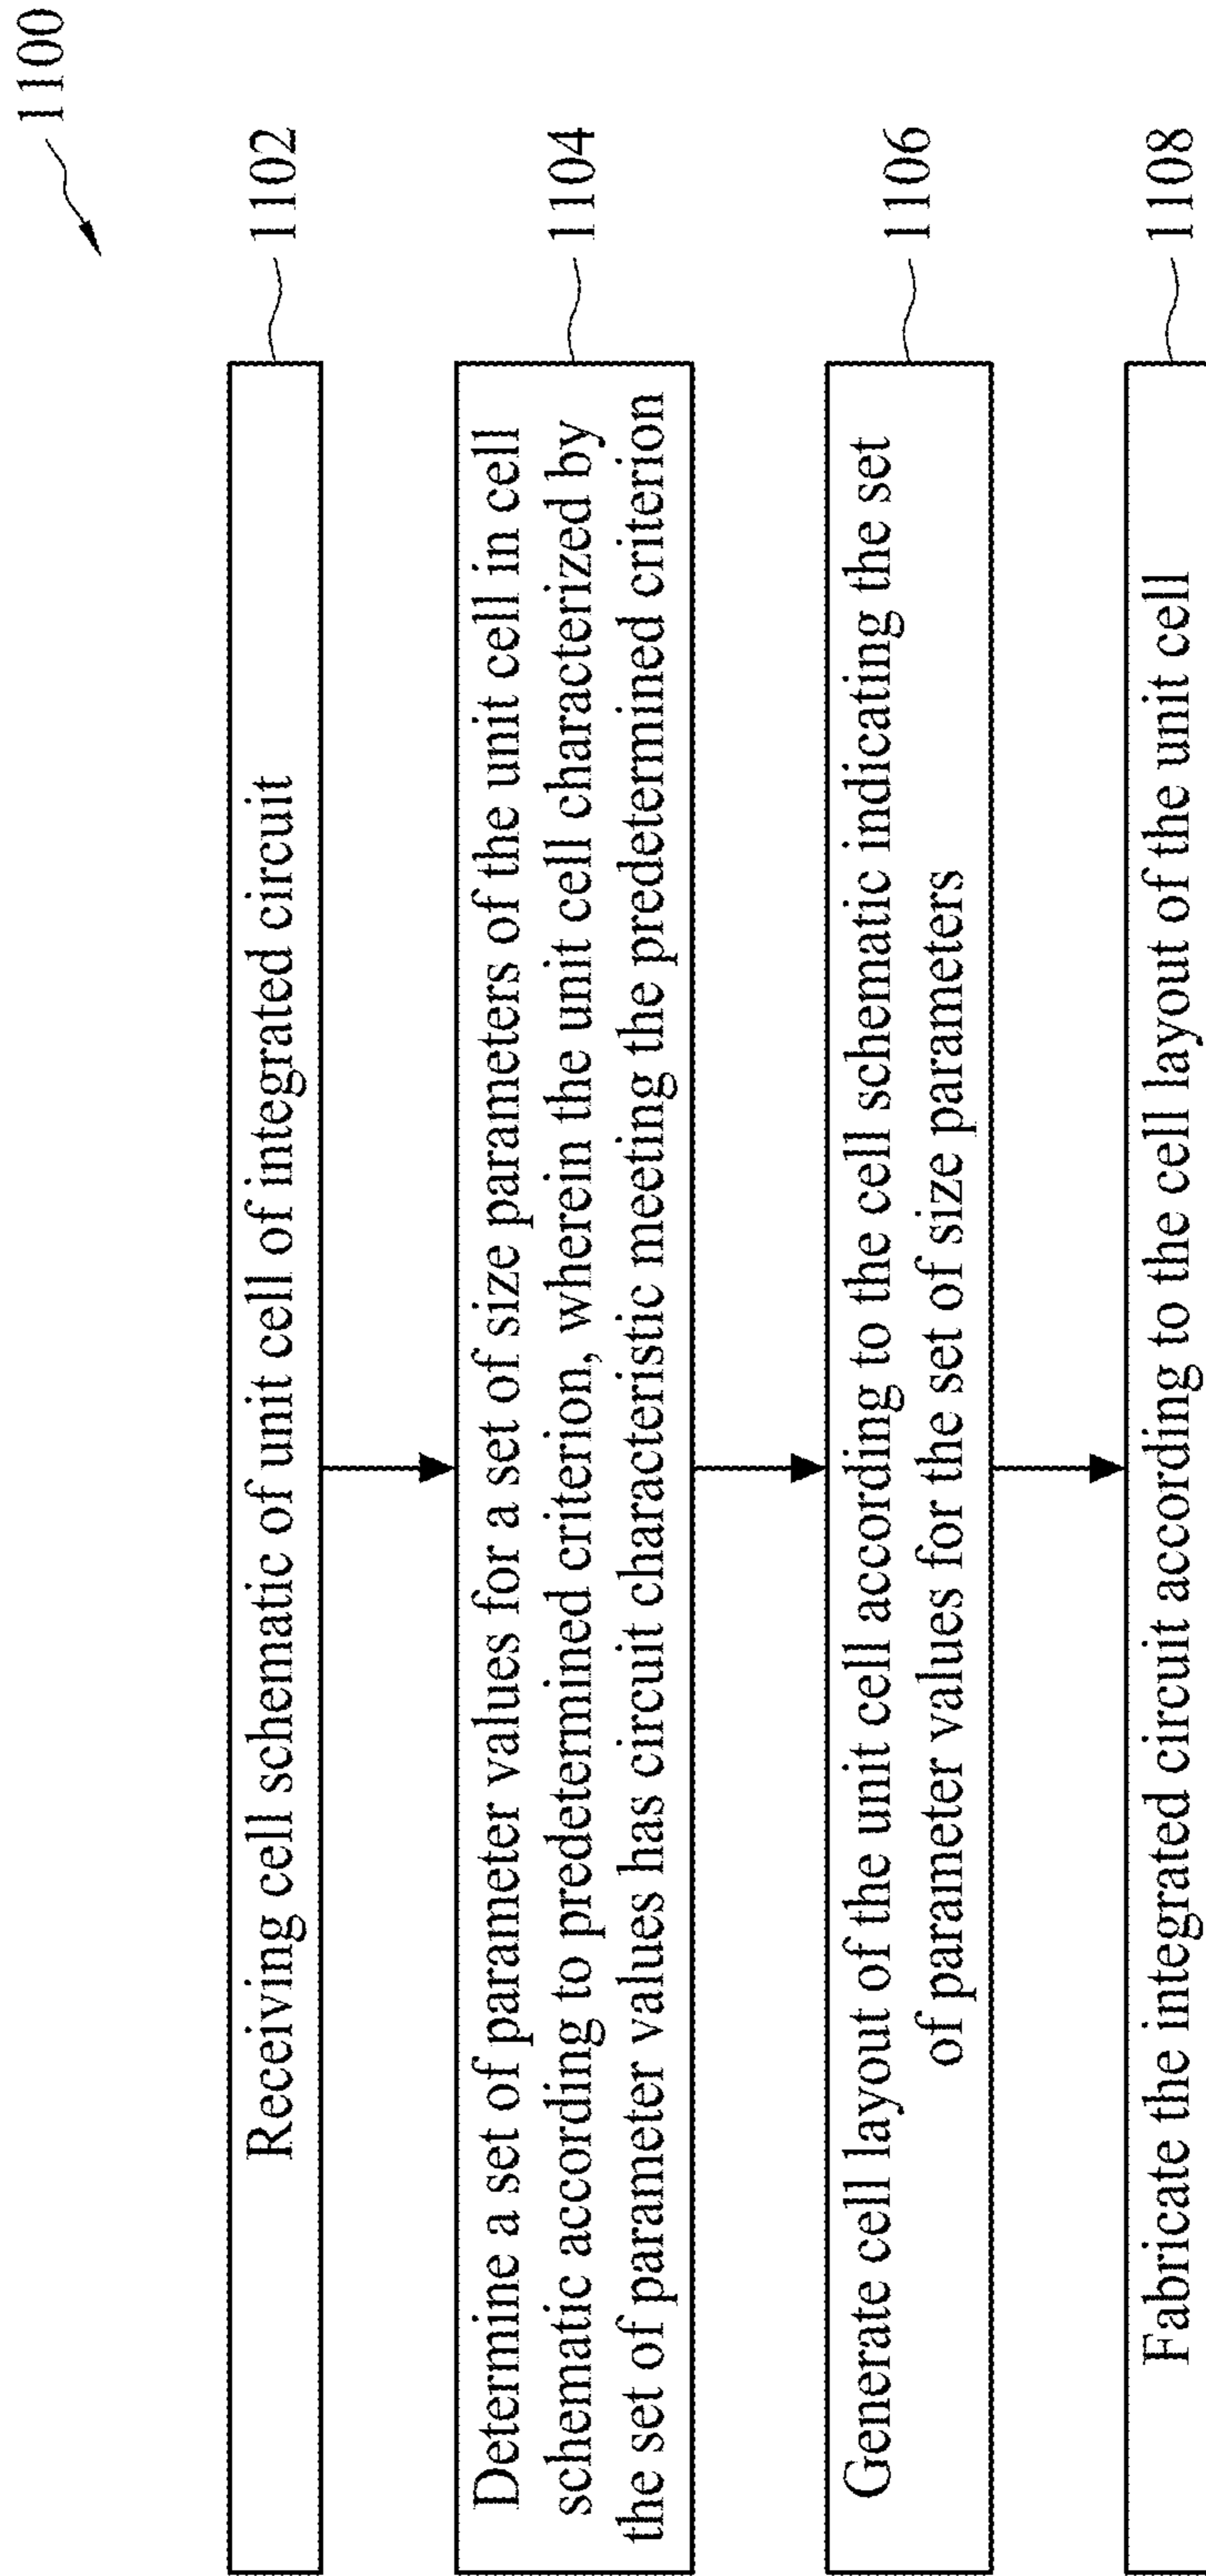 1100
Receiving cell schematic of unit cell of integrated circuit
1102
Determine a set of parameter values for a set of size parameters of the unit cell in cell
schematic according to predetermined criterion, wherein the unit cell characterized by
the set of parameter values has circuit characteristic meeting the predetermined criterion
1104
Generate cell layout of the unit cell according to the cell schematic indicating the set
of parameter values for the set of size parameters
1106
Fabricate the integrated circuit according to the cell layout of the unit cell
1108